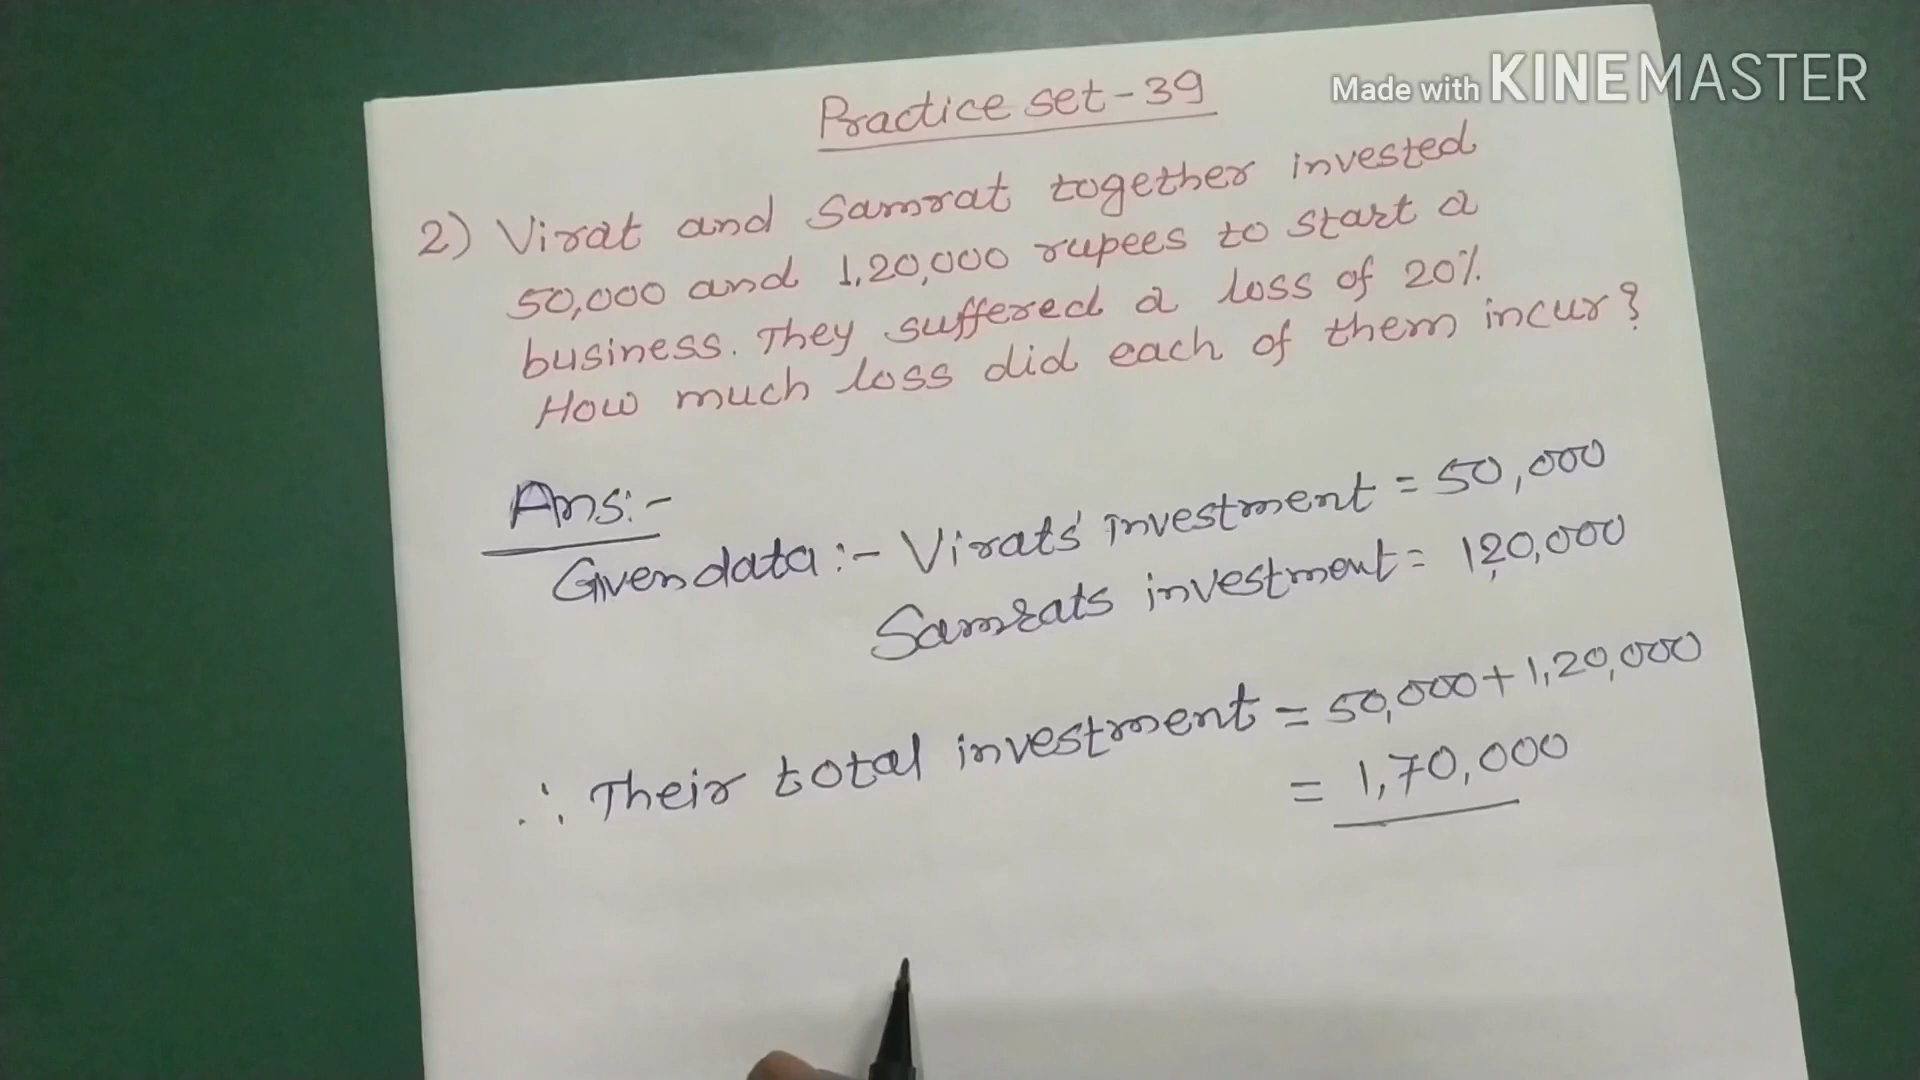 Made with KINEMASTER
Practice set-39
2) Virat and Samrat together invested
50,000 and 1,20,000 rupees to start a
business. They suffered a loss of 20%.
How much loss did each of them incur?
Ans:-
Given data:- Virats' investment = 50,000
Samrats investment = 1,20,000
∴ Their total investment = 50,000+1,20,000
= 1,70,000